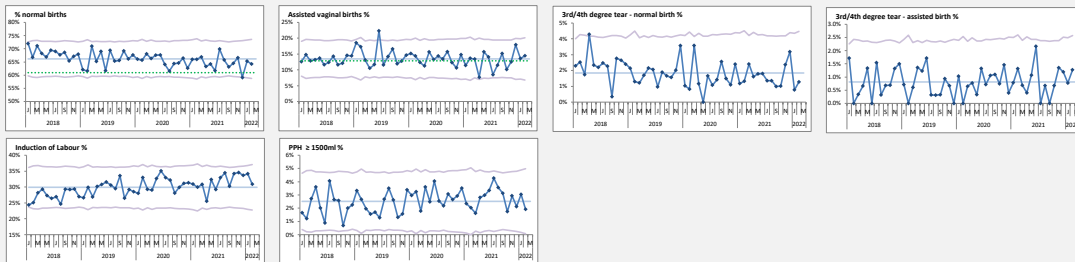 % normal births
80%
75%
70%
65%
60%
55%
50%
J M M J S N J M M J S N J M M J S N J M M J S N J M
2018 2019 2020 2021 2022
Assisted vaginal births %
25%
20%
15%
10%
5%
0%
J M M J S N J M M J S N J M M J S N J M M J S N J M
2018 2019 2020 2021 2022
3rd/4th degree tear - normal birth %
5%
4%
3%
2%
1%
0%
J M M J S N J M M J S N J M M J S N J M M J S N J M
2018 2019 2020 2021 2022
3rd/4th degree tear - assisted birth %
3.0%
2.5%
2.0%
1.5%
1.0%
0.5%
0.0%
J M M J S N J M M J S N J M M J S N J M M J S N J
2018 2019 2020 2021 2022
Induction of Labour %
40%
35%
30%
25%
20%
15%
J M M J S N J M M J S N J M M J S N J M M J S N J M
2018 2019 2020 2021 2022
PPH ≥ 1500ml %
6%
5%
4%
3%
2%
1%
0%
J M M J S N J M M J S N J M M J S N J M M J S N J M
2018 2019 2020 2021 2022